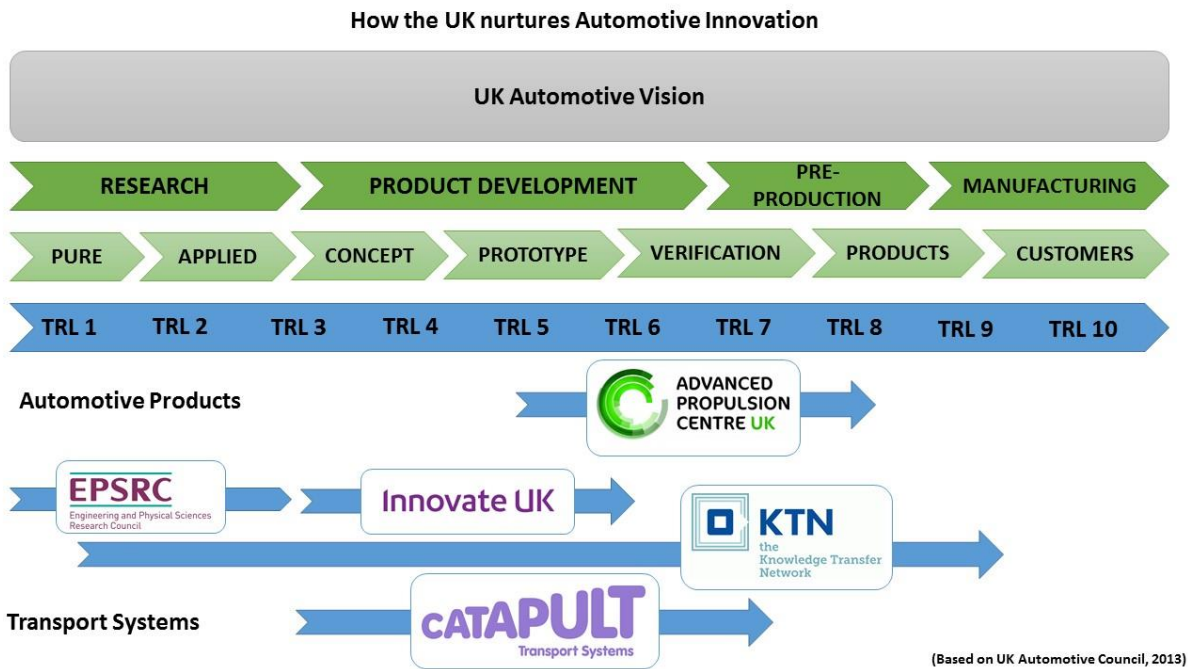 How the UK nurtures Automotive Innovation
UK Automotive Vision
RESEARCH
PRODUCT DEVELOPMENT
PRE-
PRODUCTION
MANUFACTURING
PURE
APPLIED
CONCEPT
PROTOTYPE
VERIFICATION
PRODUCTS
CUSTOMERS
TRL 1
TRL 2
TRL 3
TRL 4
TRL 5
TRL 6
TRL 7
TRL 8
TRL 9
TRL 10
Automotive Products
ADVANCED
PROPULSION
CENTRE UK
EPSRC
Engineering and Physical Sciences
Research Council
Innovate UK
KTN
the
Knowledge Transfer
Network
Transport Systems
CATAPULT
Transport Systems
(Based on UK Automotive Council, 2013)